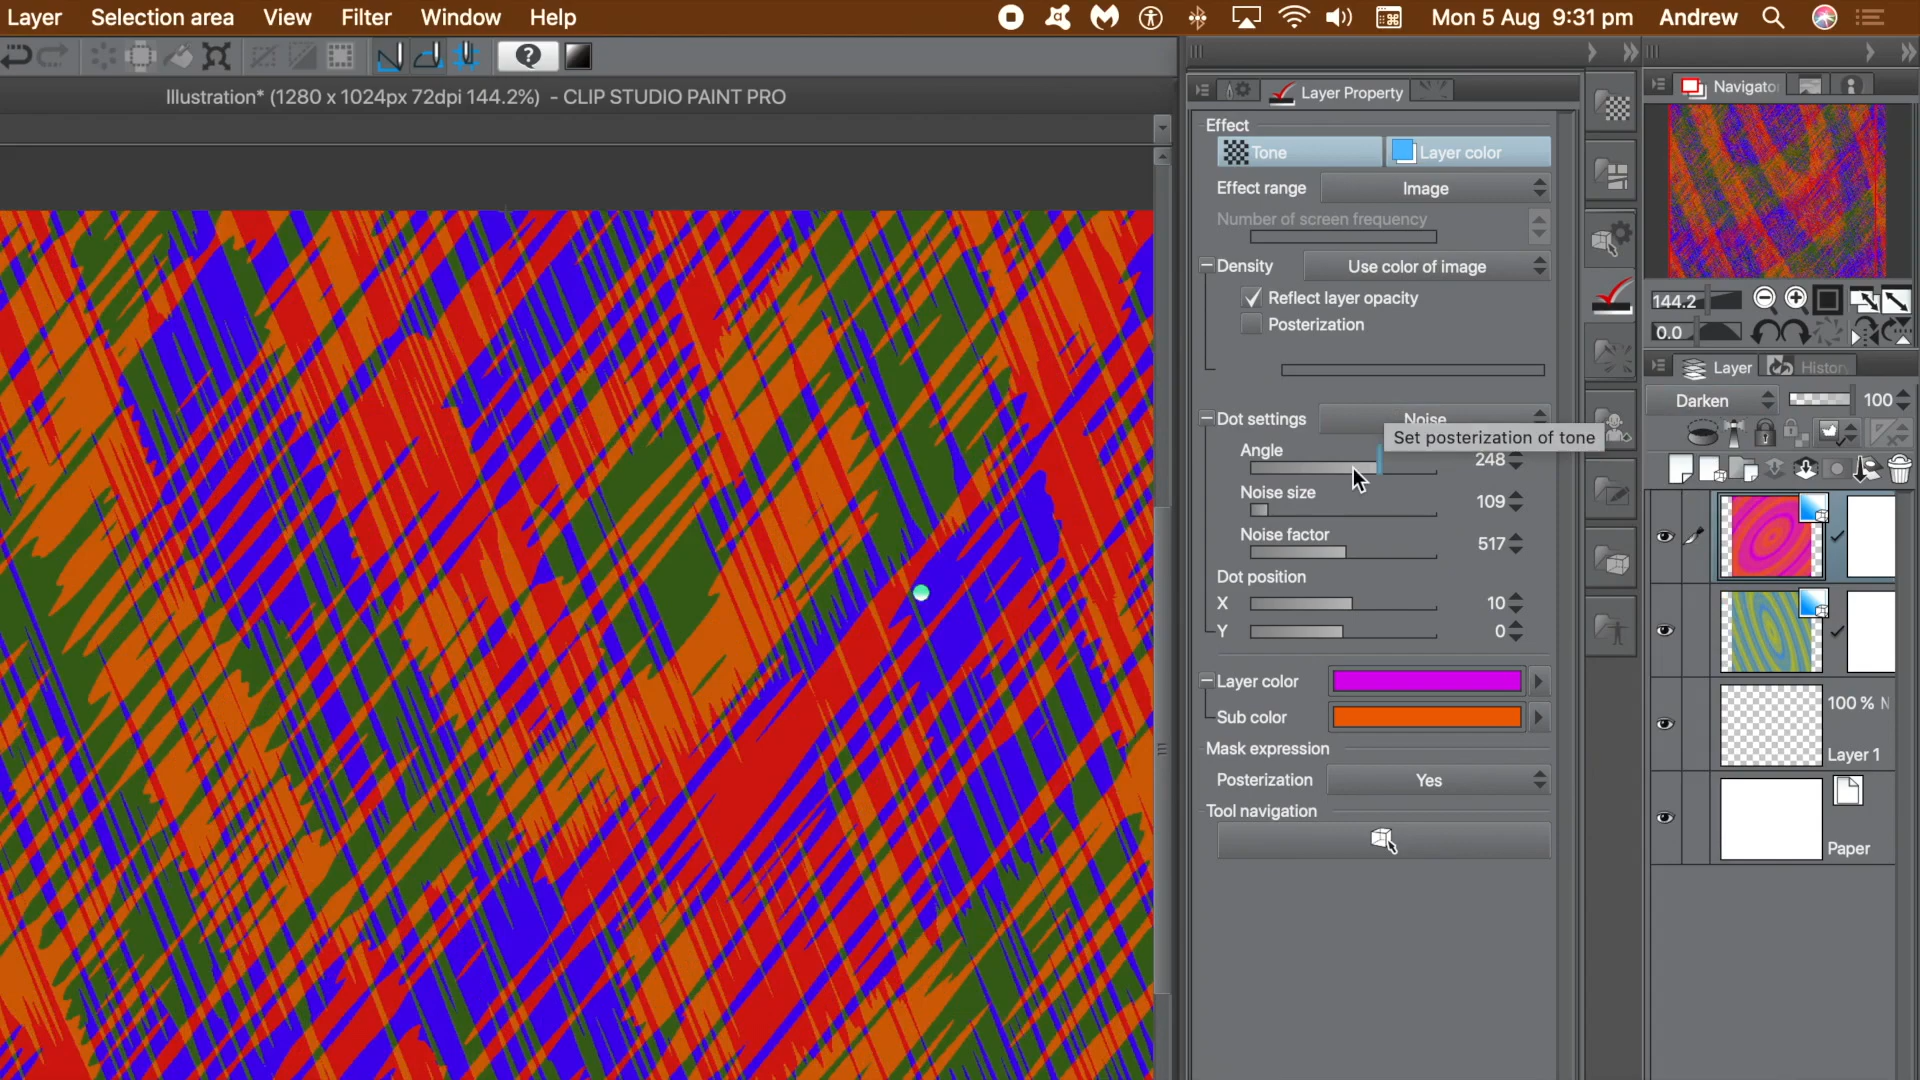 Layer Selection area View Filter Window Help Mon 5 Aug 9:31 pm Andrew
Illustration* (1280 x 1024px 72dpi 144.2%) - CLIP STUDIO PAINT PRO
Layer Property
Navigator
Effect
Tone Layer color
Effect range Image
Number of screen frequency
Density Use color of image
Reflect layer opacity
Posterization
144.2
0.0
Layer History
Darken 100
Dot settings Noise
Set posterization of tone
Angle 248
Noise size 109
Noise factor 517
Dot position
X 10
Y 0
Layer color
Sub color
Mask expression
Posterization Yes
Tool navigation
100 % N
Layer 1
Paper